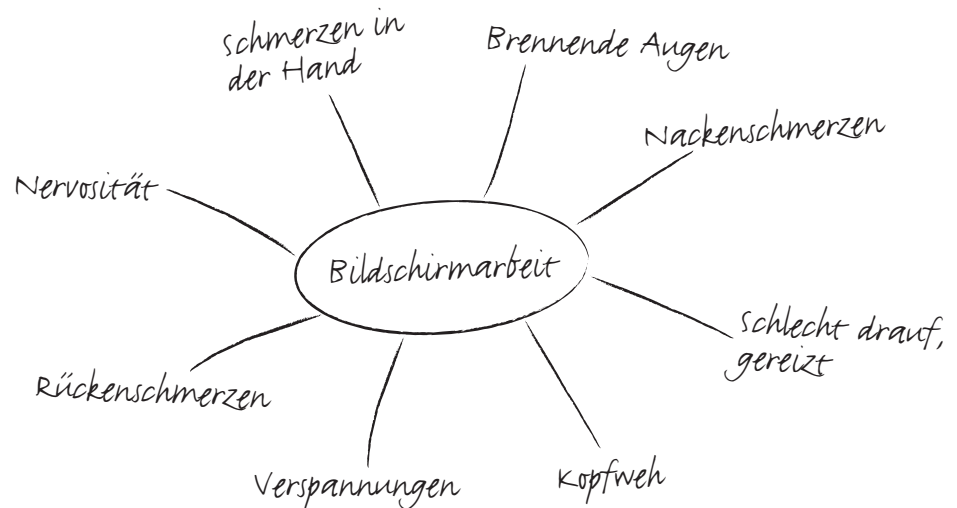 Schmerzen in
der Hand
Brennende Augen
Nackenschmerzen
Nervosität
Bildschirmarbeit
Schlecht drauf,
gereizt
Rückenschmerzen
Verspannungen
Kopfweh